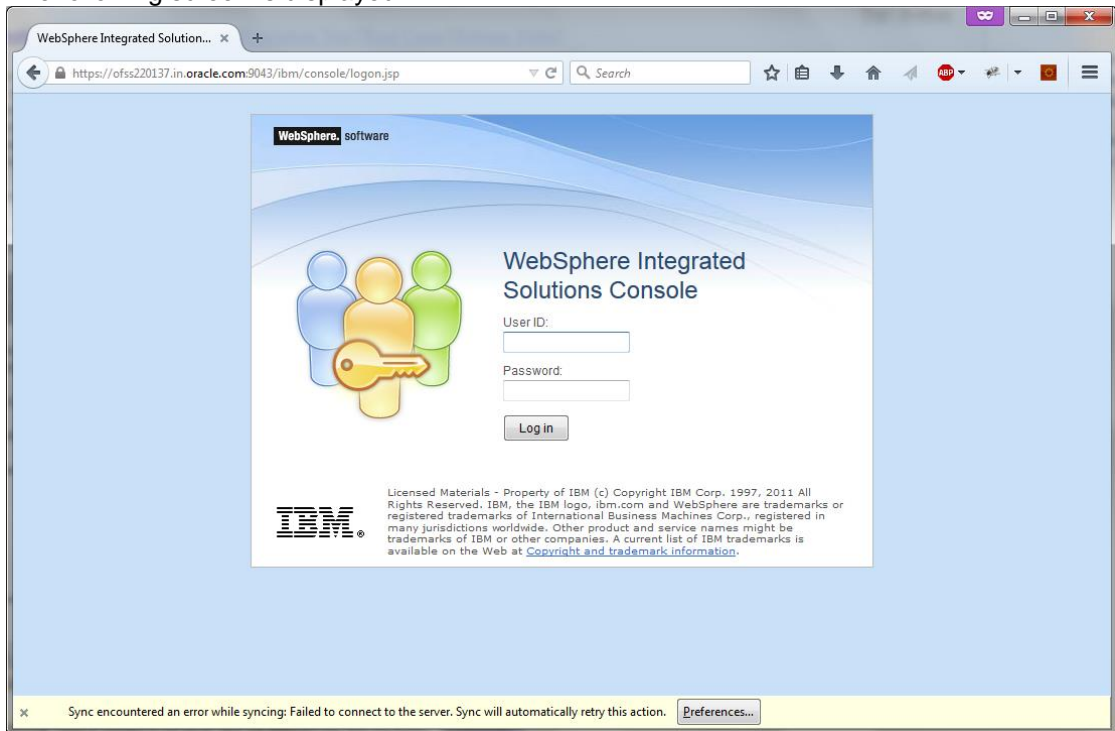 WebSphere Integrated Solution... × +
https://ofss220137.in.oracle.com:9043/ibm/console/logon.jsp Search ABP
WebSphere. software
WebSphere Integrated
Solutions Console
User ID:
Password:
Log in
Licensed Materials - Property of IBM (c) Copyright IBM Corp. 1997, 2011 All
Rights Reserved. IBM, the IBM logo, ibm.com and WebSphere are trademarks or
registered trademarks of International Business Machines Corp., registered in
many jurisdictions worldwide. Other product and service names might be
trademarks of IBM or other companies. A current list of IBM trademarks is
available on the Web at Copyright and trademark information.
IBM®
× Sync encountered an error while syncing: Failed to connect to the server. Sync will automatically retry this action. Preferences...